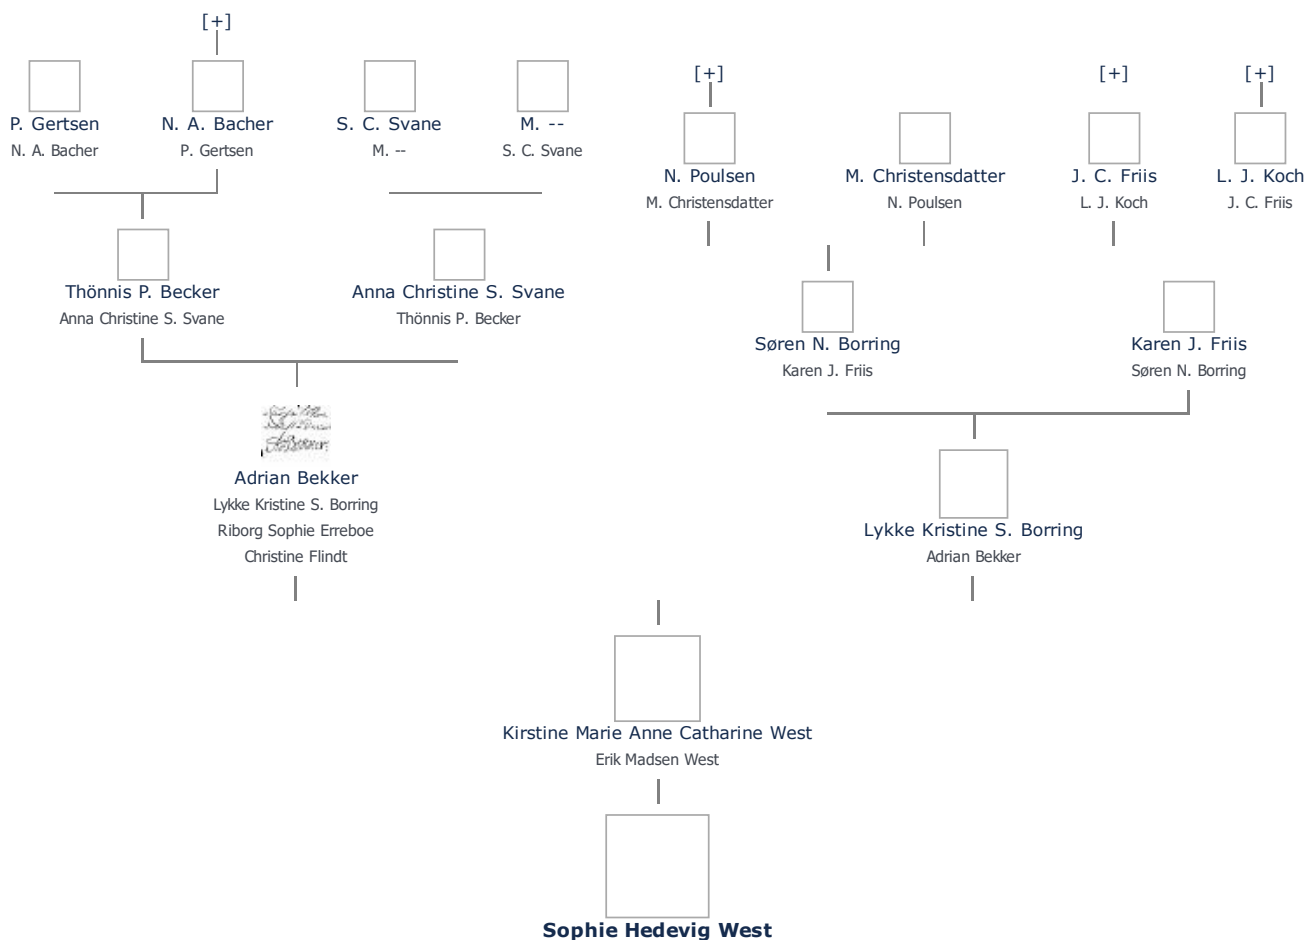 [+]
P. Gertsen
N. A. Bacher
N. A. Bacher
P. Gertsen
S. C. Svane
M. --
M. --
S. C. Svane
[+]
N. Poulsen
M. Christensdatter
M. Christensdatter
N. Poulsen
[+]
J. C. Friis
L. J. Koch
[+]
L. J. Koch
J. C. Friis
Thönnis P. Becker
Anna Christine S. Svane
Anna Christine S. Svane
Thönnis P. Becker
Søren N. Borring
Karen J. Friis
Karen J. Friis
Søren N. Borring
Adrian Bekker
Lykke Kristine S. Borring
Riborg Sophie Erreboe
Christine Flindt
Lykke Kristine S. Borring
Adrian Bekker
Kirstine Marie Anne Catharine West
Erik Madsen West
Sophie Hedevig West